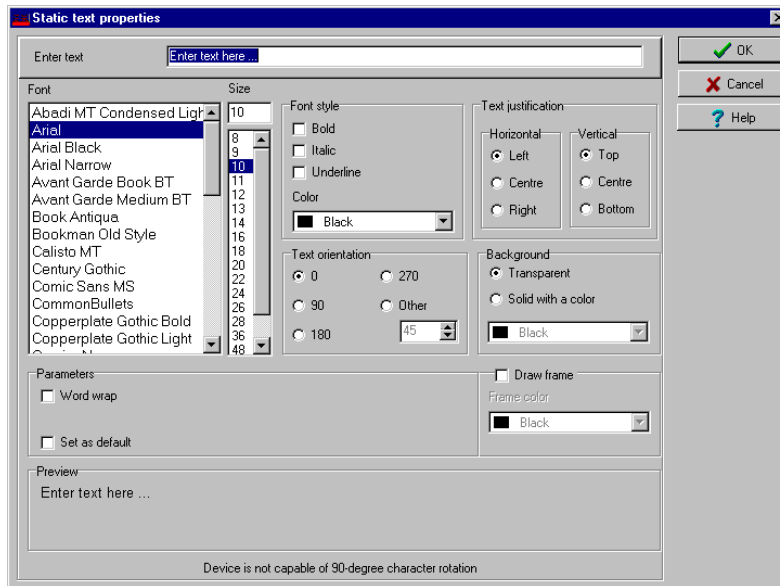 Static text properties
Enter text
Enter text here ...
OK
Cancel
Help
Font
Abadi MT Condensed Ligh
Arial
Arial Black
Arial Narrow
Avant Garde Book BT
Avant Garde Medium BT
Book Antiqua
Bookman Old Style
Calisto MT
Century Gothic
Comic Sans MS
CommonBullets
Copperplate Gothic Bold
Copperplate Gothic Light
Size
10
8
9
10
11
12
13
14
16
18
20
22
24
26
28
36
48
Font style
Bold
Italic
Underline
Color
Black
Text justification
Horizontal
Left
Centre
Right
Vertical
Top
Centre
Bottom
Text orientation
0
90
180
270
Other
45
Background
Transparent
Solid with a color
Black
Parameters
Word wrap
Set as default
Draw frame
Frame color
Black
Preview
Enter text here ...
Device is not capable of 90-degree character rotation